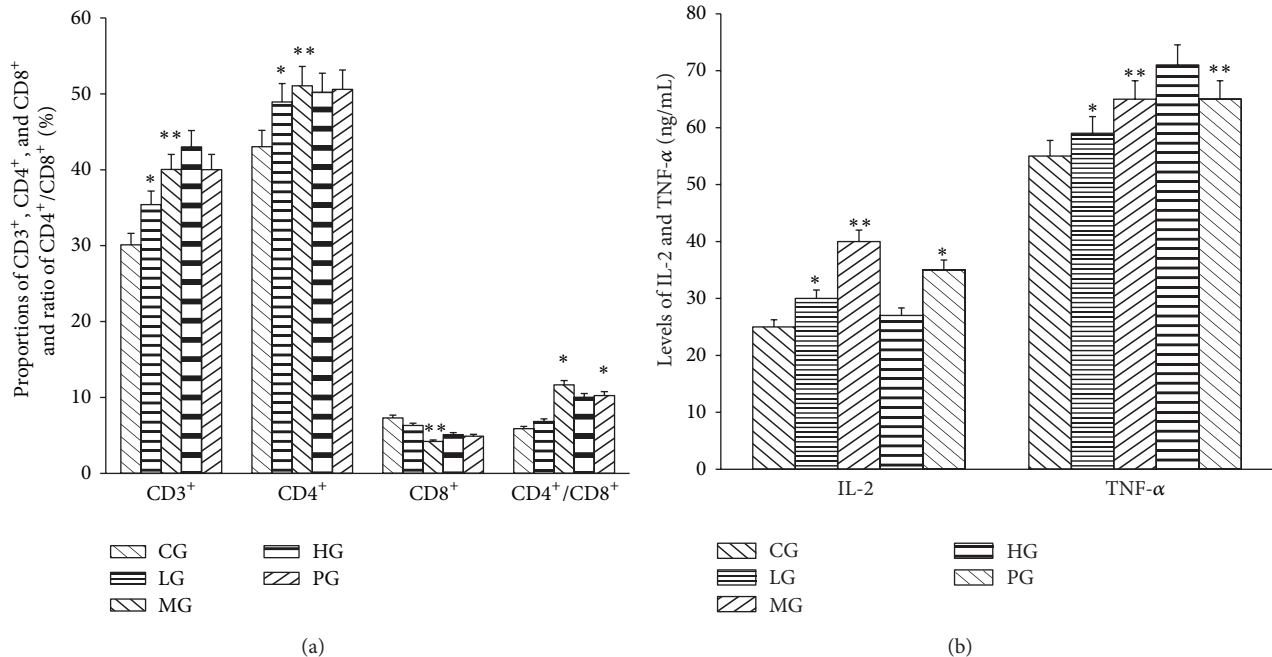 Proportions of CD3⁺, CD4⁺, and CD8⁺
and ratio of CD4⁺/CD8⁺ (%)
60
50
40
30
20
10
0
*
**
*
**
**
*
*
CD3⁺
CD4⁺
CD8⁺
CD4⁺/CD8⁺
CG
LG
MG
HG
PG
(a)
Levels of IL-2 and TNF-α (ng/mL)
80
70
60
50
40
30
20
10
0
*
**
*
*
**
**
IL-2
TNF-α
CG
LG
MG
HG
PG
(b)